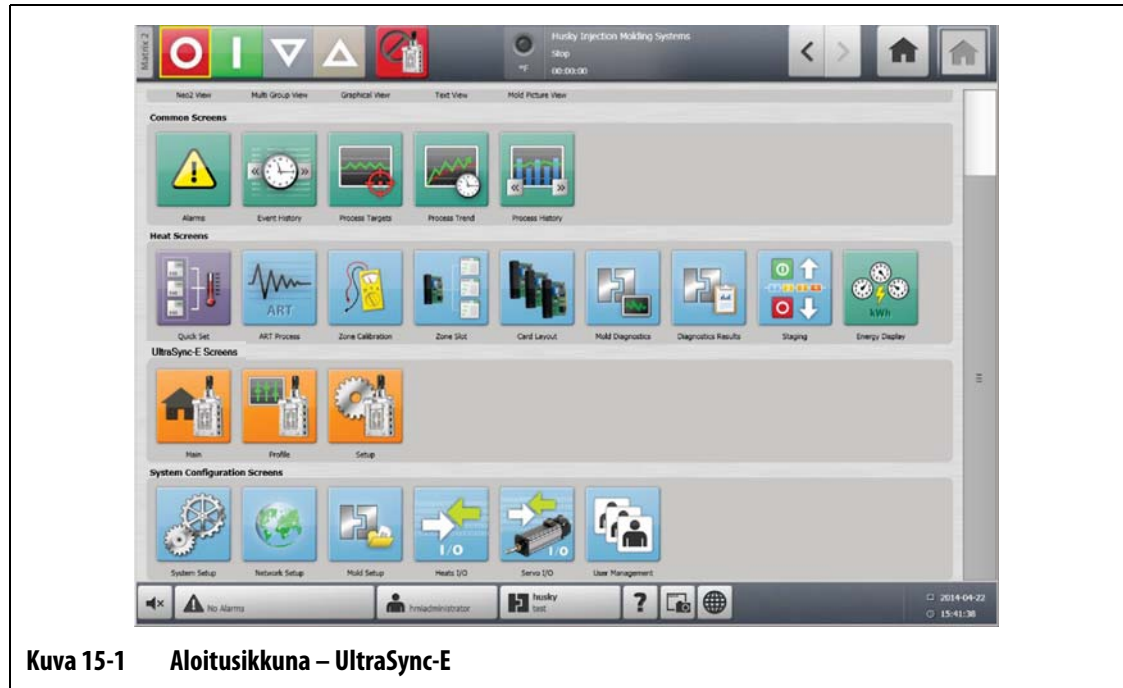 Matrix 2
Husky Injection Molding Systems
Stop
°F 00:00:00
Neo2 View Multi Group View Graphical View Text View Mold Picture View
Common Screens
Alarms Event History Process Targets Process Trend Process History
Heat Screens
ART
kWh
Quick Set ART Process Zone Calibration Zone Slot Card Layout Mold Diagnostics Diagnostics Results Staging Energy Display
UltraSync-E Screens
Main Profile Setup
System Configuration Screens
I/O I/O
System Setup Network Setup Mold Setup Heats I/O Servo I/O User Management
No Alarms hmiadministrator husky
test
? 2014-04-22
15:41:38
Kuva 15-1 Aloitusikkuna – UltraSync-E